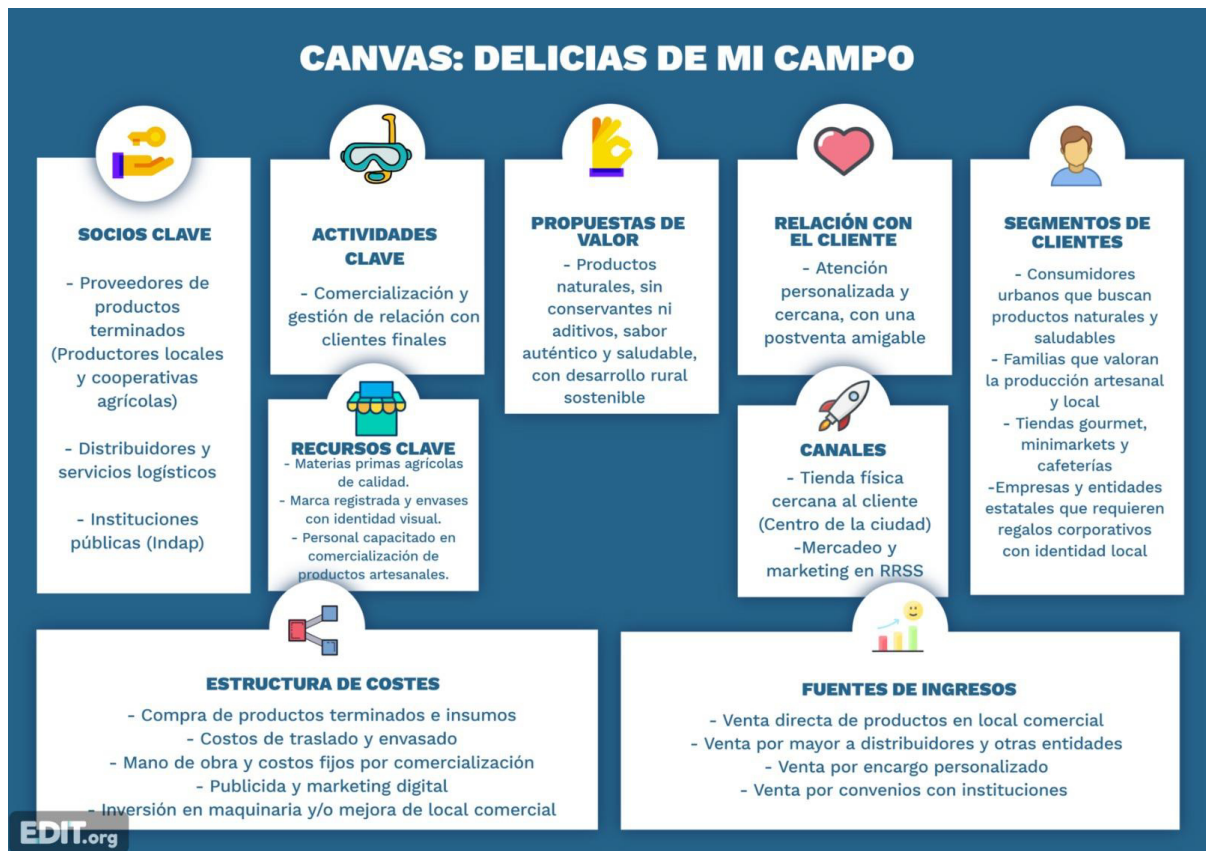 CANVAS: DELICIAS DE MI CAMPO
SOCIOS CLAVE
- Proveedores de
productos
terminados
(Productores locales
y cooperativas
agrícolas)
- Distribuidores y
servicios logísticos
- Instituciones
públicas (Indap)
ACTIVIDADES
CLAVE
- Comercialización y
gestión de relación con
clientes finales
RECURSOS CLAVE
- Materias primas agrícolas
de calidad.
- Marca registrada y envases
con identidad visual.
- Personal capacitado en
comercialización de
productos artesanales.
PROPUESTAS DE
VALOR
- Productos
naturales, sin
conservantes ni
aditivos, sabor
auténtico y saludable,
con desarrollo rural
sostenible
RELACIÓN CON
EL CLIENTE
- Atención
personalizada y
cercana, con una
postventa amigable
CANALES
- Tienda física
cercana al cliente
(Centro de la ciudad)
-Mercadeo y
marketing en RRSS
SEGMENTOS DE
CLIENTES
- Consumidores
urbanos que buscan
productos naturales y
saludables
- Familias que valoran
la producción artesanal
y local
- Tiendas gourmet,
minimarkets y
cafeterías
-Empresas y entidades
estatales que requieren
regalos corporativos
con identidad local
ESTRUCTURA DE COSTES
- Compra de productos terminados e insumos
- Costos de traslado y envasado
- Mano de obra y costos fijos por comercialización
- Publicida y marketing digital
- Inversión en maquinaria y/o mejora de local comercial
FUENTES DE INGRESOS
- Venta directa de productos en local comercial
- Venta por mayor a distribuidores y otras entidades
- Venta por encargo personalizado
- Venta por convenios con instituciones
EDIT.org